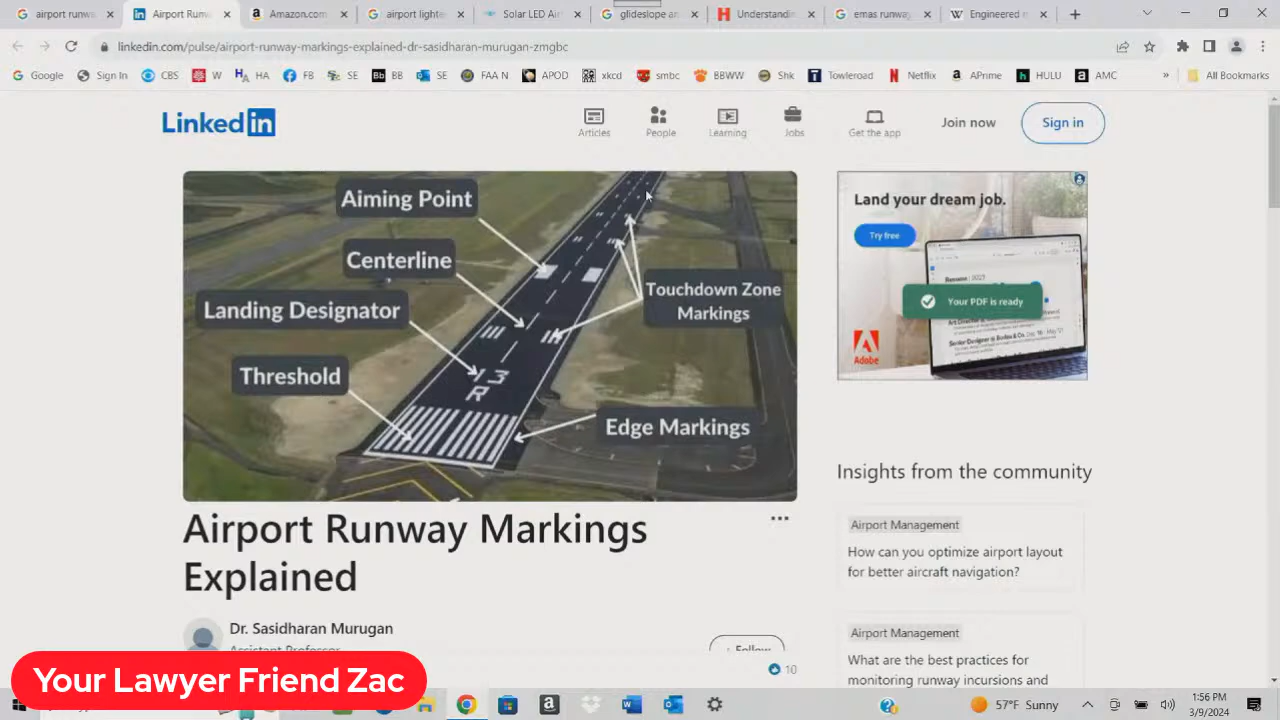 airport runw
Airport Runw
Amazon.com
airport lighte
Solar LED Air
glideslope an
Understandin
emas runway
Engineered m
linkedin.com/pulse/airport-runway-markings-explained-dr-sasidharan-murugan-zmgbc
Google
Sign In
CBS
W
HA
FB
SE
BB
SE
FAA N
APOD
xkcd
smbc
BBWW
Shk
Towleroad
Netflix
APrime
HULU
AMC
»
All Bookmarks
Linked in
Articles
People
Learning
Jobs
Get the app
Join now
Sign in
Aiming Point
Centerline
Landing Designator
Threshold
Touchdown Zone
Markings
Edge Markings
13
R
Land your dream job.
Try free
Your PDF is ready
Adobe
Insights from the community
Airport Management
How can you optimize airport layout
for better aircraft navigation?
Airport Management
What are the best practices for
monitoring runway incursions and
Airport Runway Markings
Explained
Dr. Sasidharan Murugan
Assistant Professor
+ Follow
10
Your Lawyer Friend Zac
57°F Sunny
1:56 PM
3/9/2024